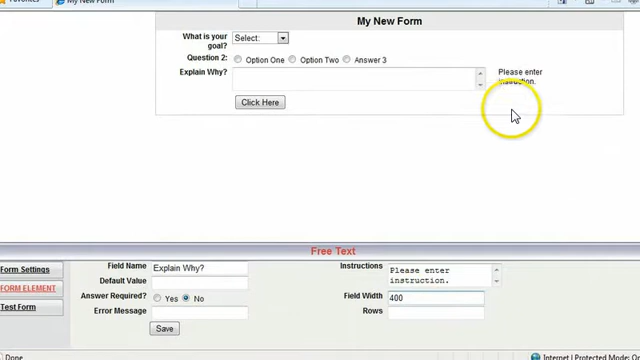 Favorites
My New Form
My New Form
What is your goal?
Select:
Question 2:
Option One
Option Two
Answer 3
Explain Why?
Please enter
instruction.
Click Here
Free Text
Form Settings
FORM ELEMENT
Test Form
Field Name
Explain Why?
Default Value
Answer Required?
Yes
No
Error Message
Save
Instructions
Please enter
instruction.
Field Width
400
Rows
Done
Internet | Protected Mode: